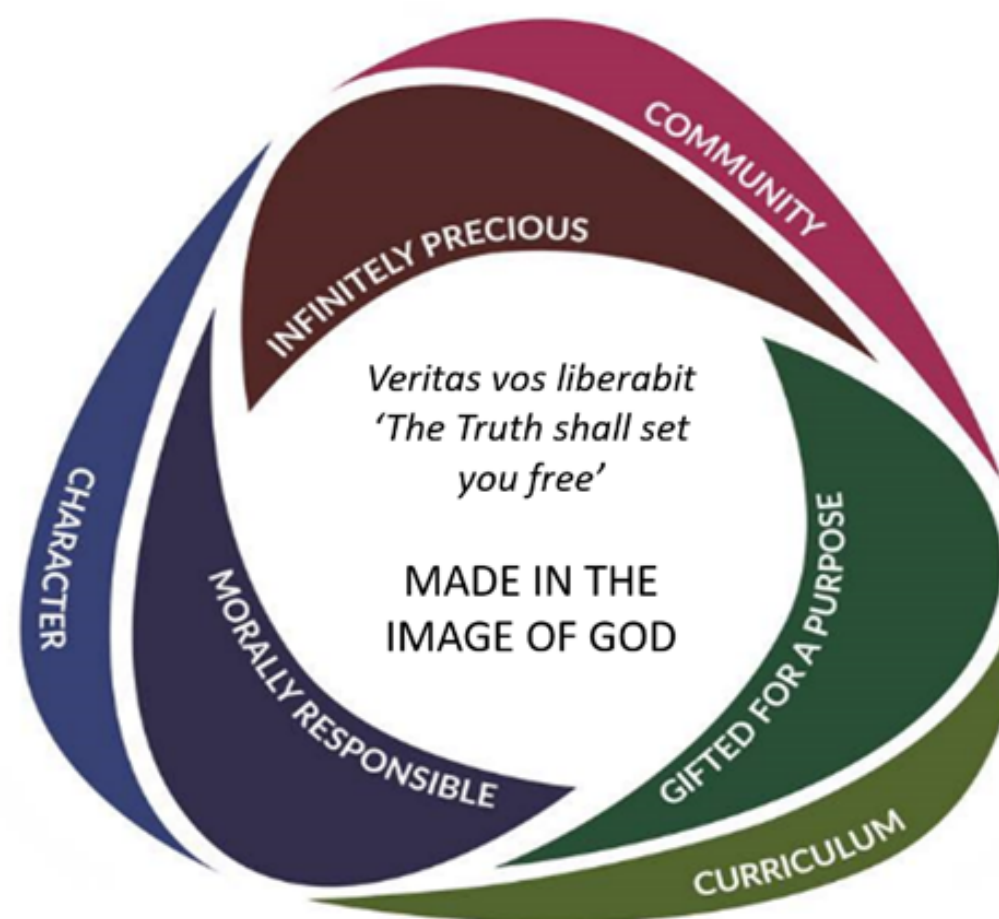 COMMUNITY
INFINITELY PRECIOUS
Veritas vos liberabit
‘The Truth shall set
you free’
MADE IN THE
IMAGE OF GOD
CHARACTER
MORALLY RESPONSIBLE
GIFTED FOR A PURPOSE
CURRICULUM